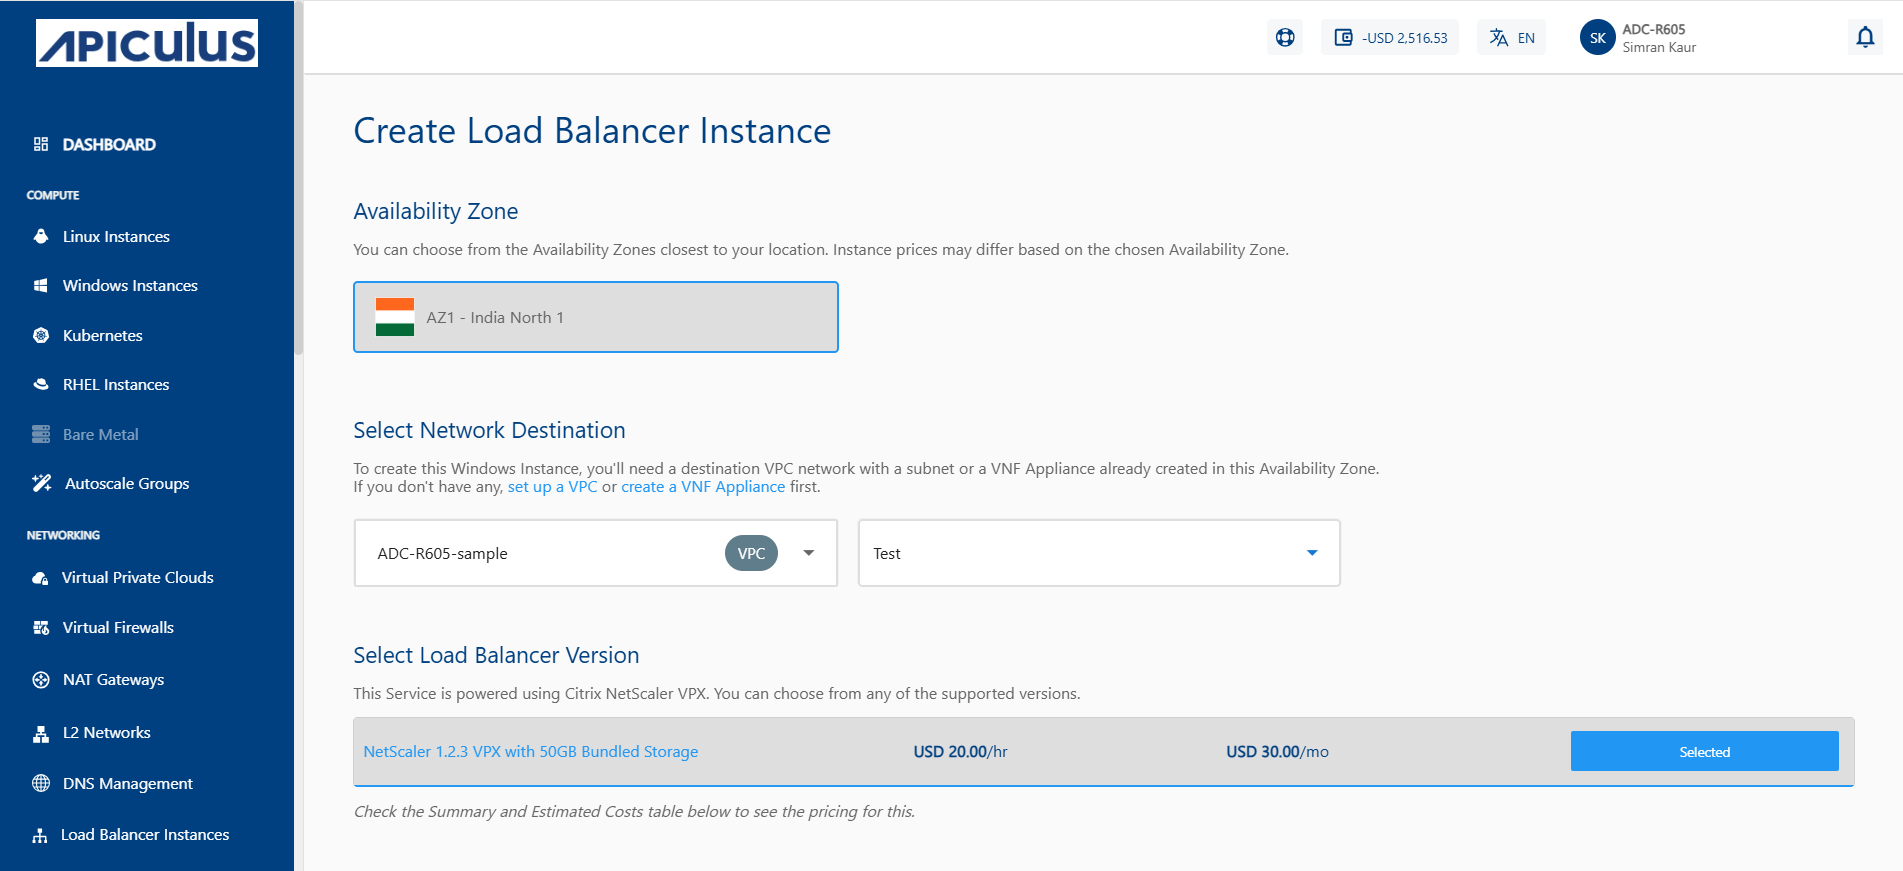 APICULUS
-USD 2,516.53
EN
SK
ADC-R605
Simran Kaur
DASHBOARD
COMPUTE
Linux Instances
Windows Instances
Kubernetes
RHEL Instances
Bare Metal
Autoscale Groups
NETWORKING
Virtual Private Clouds
Virtual Firewalls
NAT Gateways
L2 Networks
DNS Management
Load Balancer Instances
Create Load Balancer Instance
Availability Zone
You can choose from the Availability Zones closest to your location. Instance prices may differ based on the chosen Availability Zone.
AZ1 - India North 1
Select Network Destination
To create this Windows Instance, you'll need a destination VPC network with a subnet or a VNF Appliance already created in this Availability Zone.
If you don't have any, set up a VPC or create a VNF Appliance first.
ADC-R605-sample VPC
Test
Select Load Balancer Version
This Service is powered using Citrix NetScaler VPX. You can choose from any of the supported versions.
NetScaler 1.2.3 VPX with 50GB Bundled Storage USD 20.00/hr USD 30.00/mo Selected
Check the Summary and Estimated Costs table below to see the pricing for this.